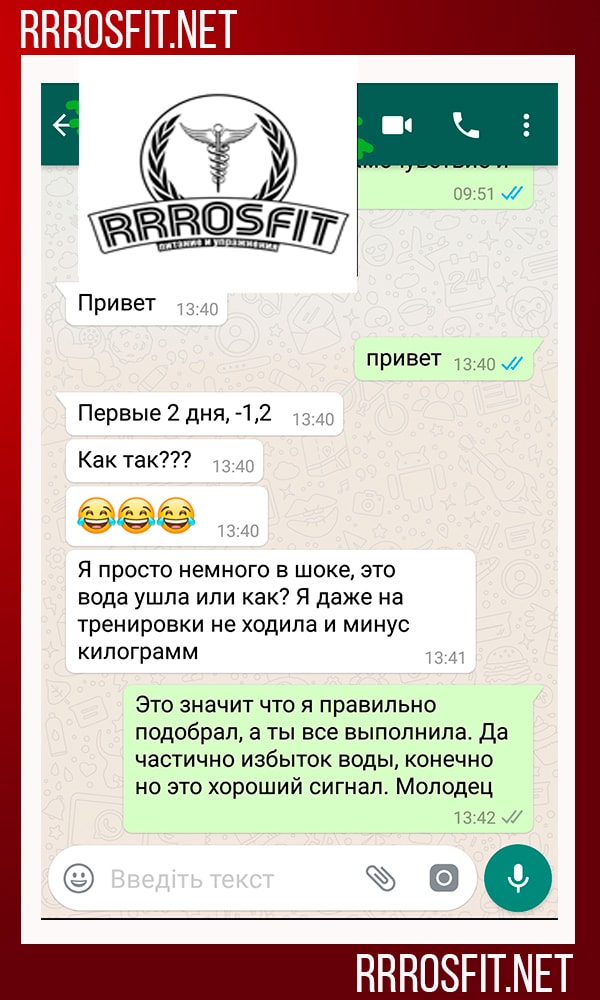 RRROSFIT.NET
09:51
RRROSFIT
питание и упражнения
Привет 13:40
привет 13:40
Первые 2 дня, -1,2 13:40
Как так??? 13:40
😂😂😂 13:40
Я просто немного в шоке, это
вода ушла или как? Я даже на
тренировки не ходила и минус
килограмм 13:41
Это значит что я правильно
подобрал, а ты все выполнила. Да
частично избыток воды, конечно
но это хороший сигнал. Молодец
13:42
Введіть текст
RRROSFIT.NET